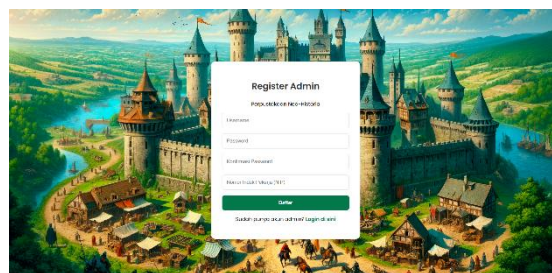 Register Admin
Perpustakaan Neo-Historia
Username
Password
Konfirmasi Password
Daftar
Sudah punya akun admin? Login di sini